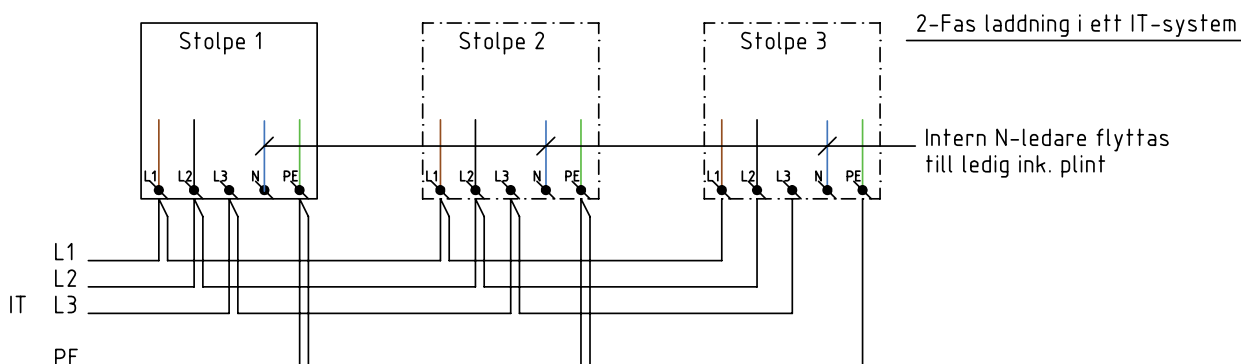 Stolpe 1
Stolpe 2
Stolpe 3
2-Fas laddning i ett IT-system
Intern N-ledare flyttas
till ledig ink. plint
L1 L2 L3 N PE
L1 L2 L3 N PE
L1 L2 L3 N PE
L1
L2
IT L3
PE